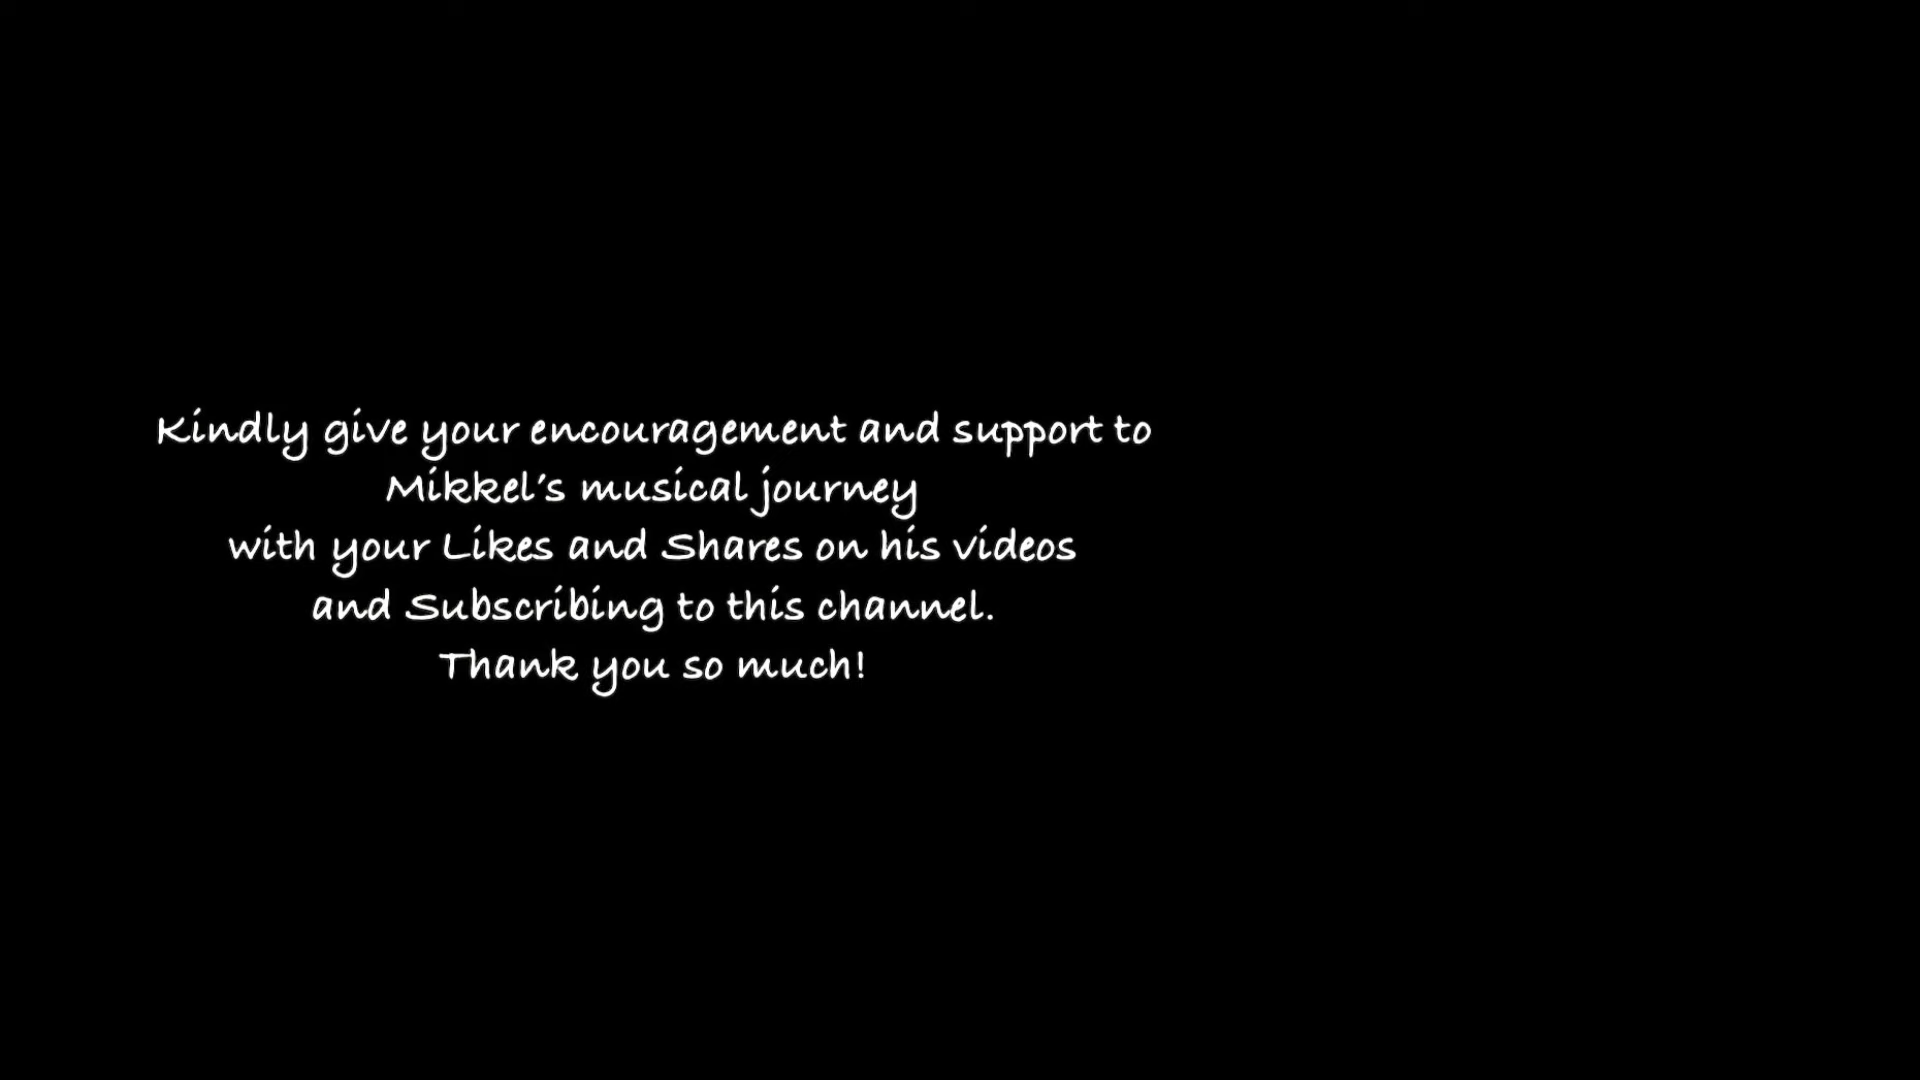 Kindly give your encouragement and support to
Mikkel's musical journey
with your Likes and Shares on his videos
and Subscribing to this channel.
Thank you so much!